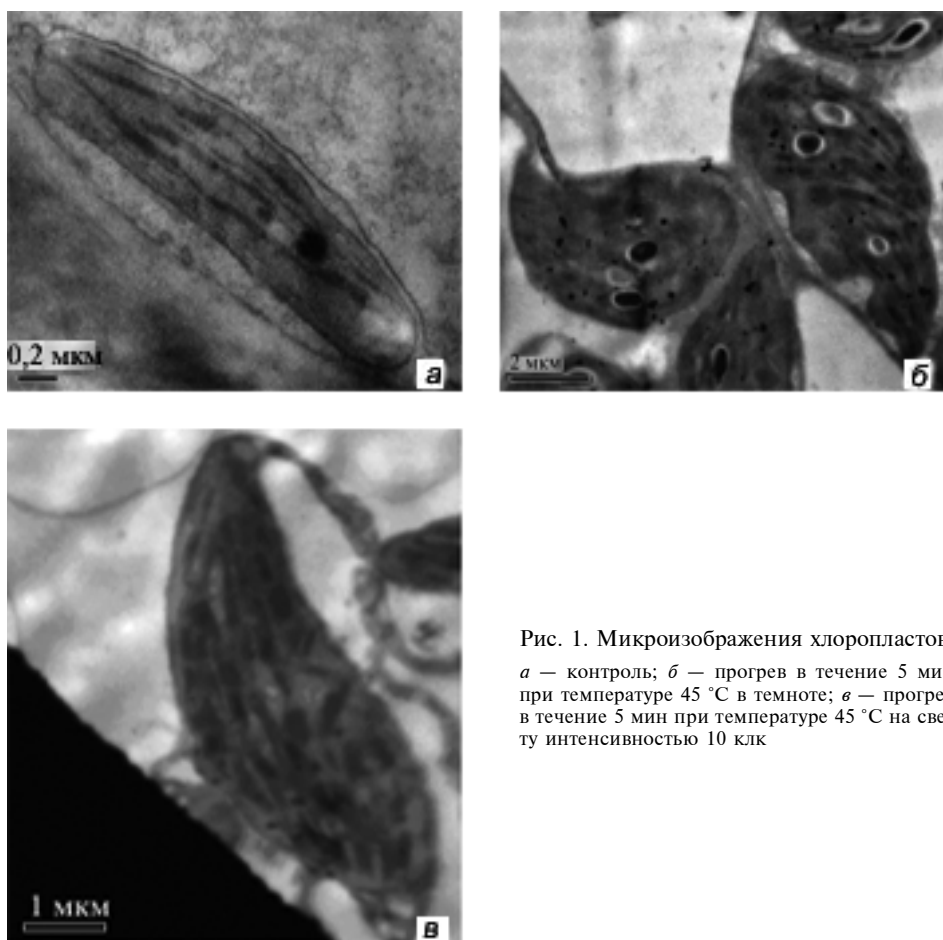 0,2 мкм
а
2 мкм
б
1 мкм
в
Рис. 1. Микроизображения хлоропластов
а — контроль; б — прогрев в течение 5 ми
при температуре 45 °С в темноте; в — прогре
в течение 5 мин при температуре 45 °С на све
ту интенсивностью 10 клк